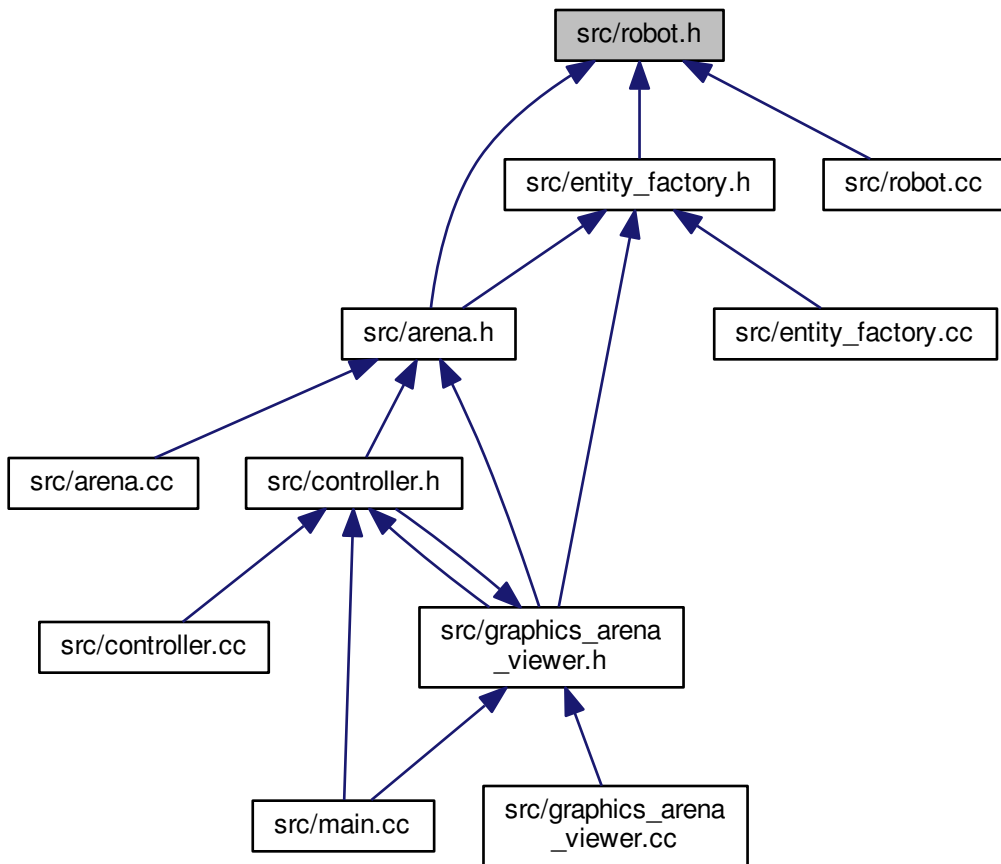 src/robot.h
src/entity_factory.h
src/robot.cc
src/arena.h
src/entity_factory.cc
src/arena.cc
src/controller.h
src/controller.cc
src/graphics_arena
_viewer.h
src/main.cc
src/graphics_arena
_viewer.cc